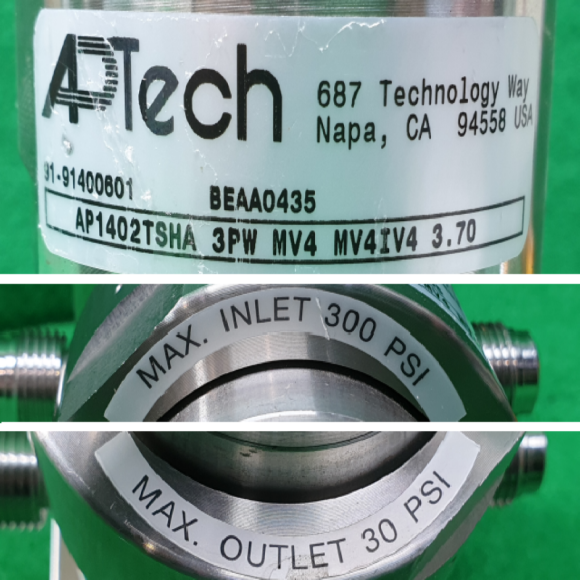 APTech
687 Technology Way
Napa, CA 94558 USA
91-91400601 BEAA0435
AP1402TSHA 3PW MV4 MV4IV4 3.70
MAX. INLET 300 PSI
MAX. OUTLET 30 PSI